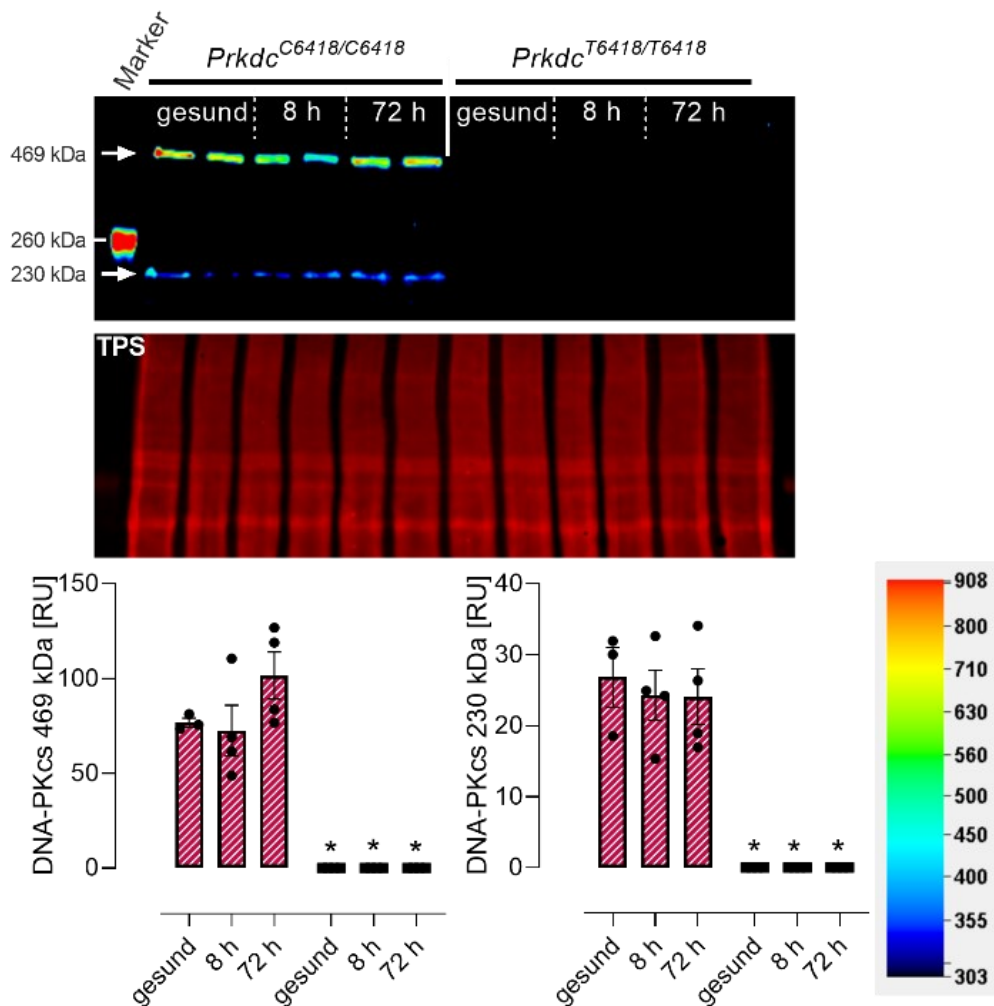 Marker
Prkdc^C6418/C6418 Prkdc^T6418/T6418
gesund 8 h 72 h gesund 8 h 72 h
469 kDa
260 kDa
230 kDa
TPS
DNA-PKcs 469 kDa [RU]
150
100
50
0
* * *
gesund 8 h 72 h gesund 8 h 72 h
DNA-PKcs 230 kDa [RU]
40
30
20
10
0
* * *
gesund 8 h 72 h gesund 8 h 72 h
908
800
710
630
560
500
450
400
355
303